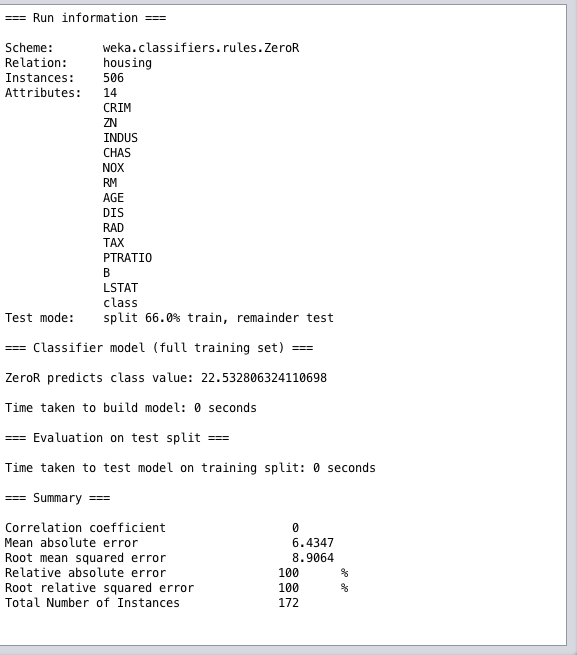 === Run information ===
Scheme: weka.classifiers.rules.ZeroR
Relation: housing
Instances: 506
Attributes: 14
CRIM
ZN
INDUS
CHAS
NOX
RM
AGE
DIS
RAD
TAX
PTRATIO
B
LSTAT
class
Test mode: split 66.0% train, remainder test
=== Classifier model (full training set) ===
ZeroR predicts class value: 22.532806324110698
Time taken to build model: 0 seconds
=== Evaluation on test split ===
Time taken to test model on training split: 0 seconds
=== Summary ===
Correlation coefficient 0
Mean absolute error 6.4347
Root mean squared error 8.9064
Relative absolute error 100 %
Root relative squared error 100 %
Total Number of Instances 172